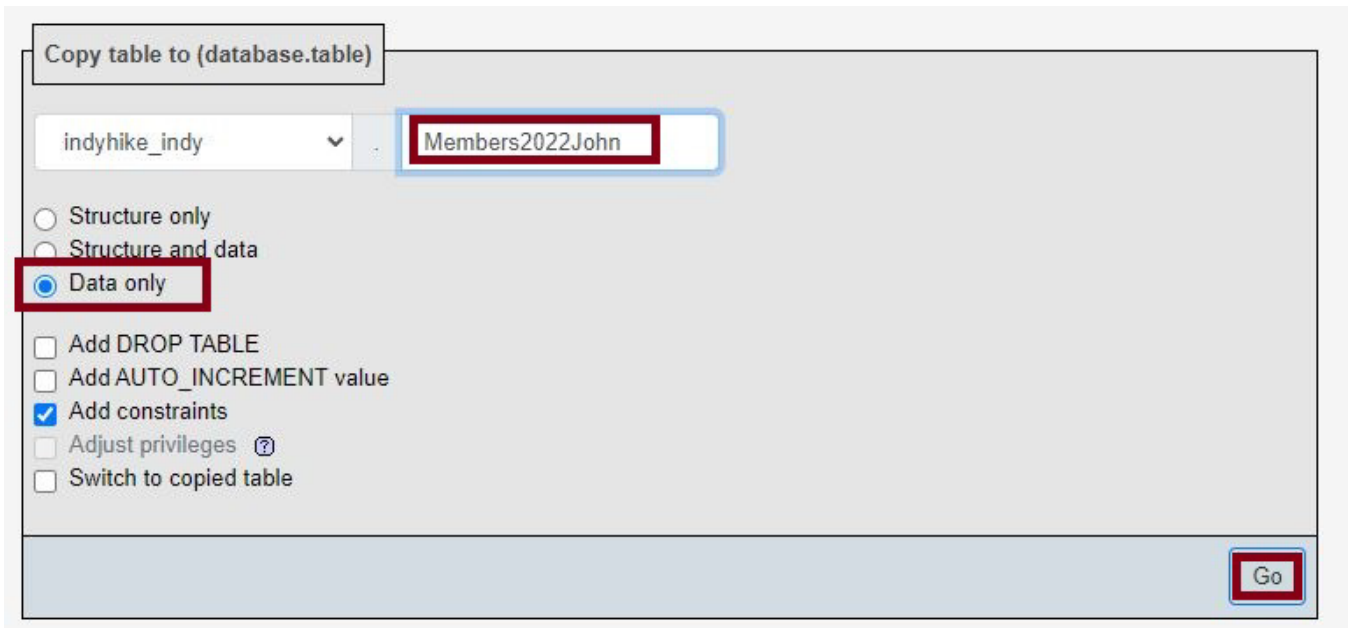 Copy table to (database.table)
indyhike_indy . Members2022John
Structure only
Structure and data
Data only
Add DROP TABLE
Add AUTO_INCREMENT value
Add constraints
Adjust privileges ?
Switch to copied table
Go